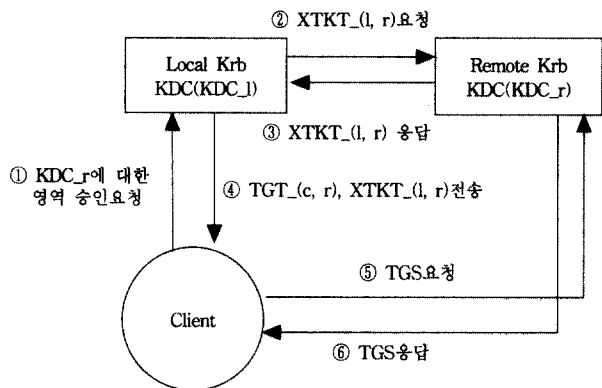 ② XTKT_(l, r)요청
Local Krb
KDC(KDC_l)
Remote Krb
KDC(KDC_r)
③ XTKT_(l, r) 응답
① KDC_r에 대한
영역 승인요청
④ TGT_(c, r), XTKT_(l, r)전송
⑤ TGS요청
Client
⑥ TGS응답